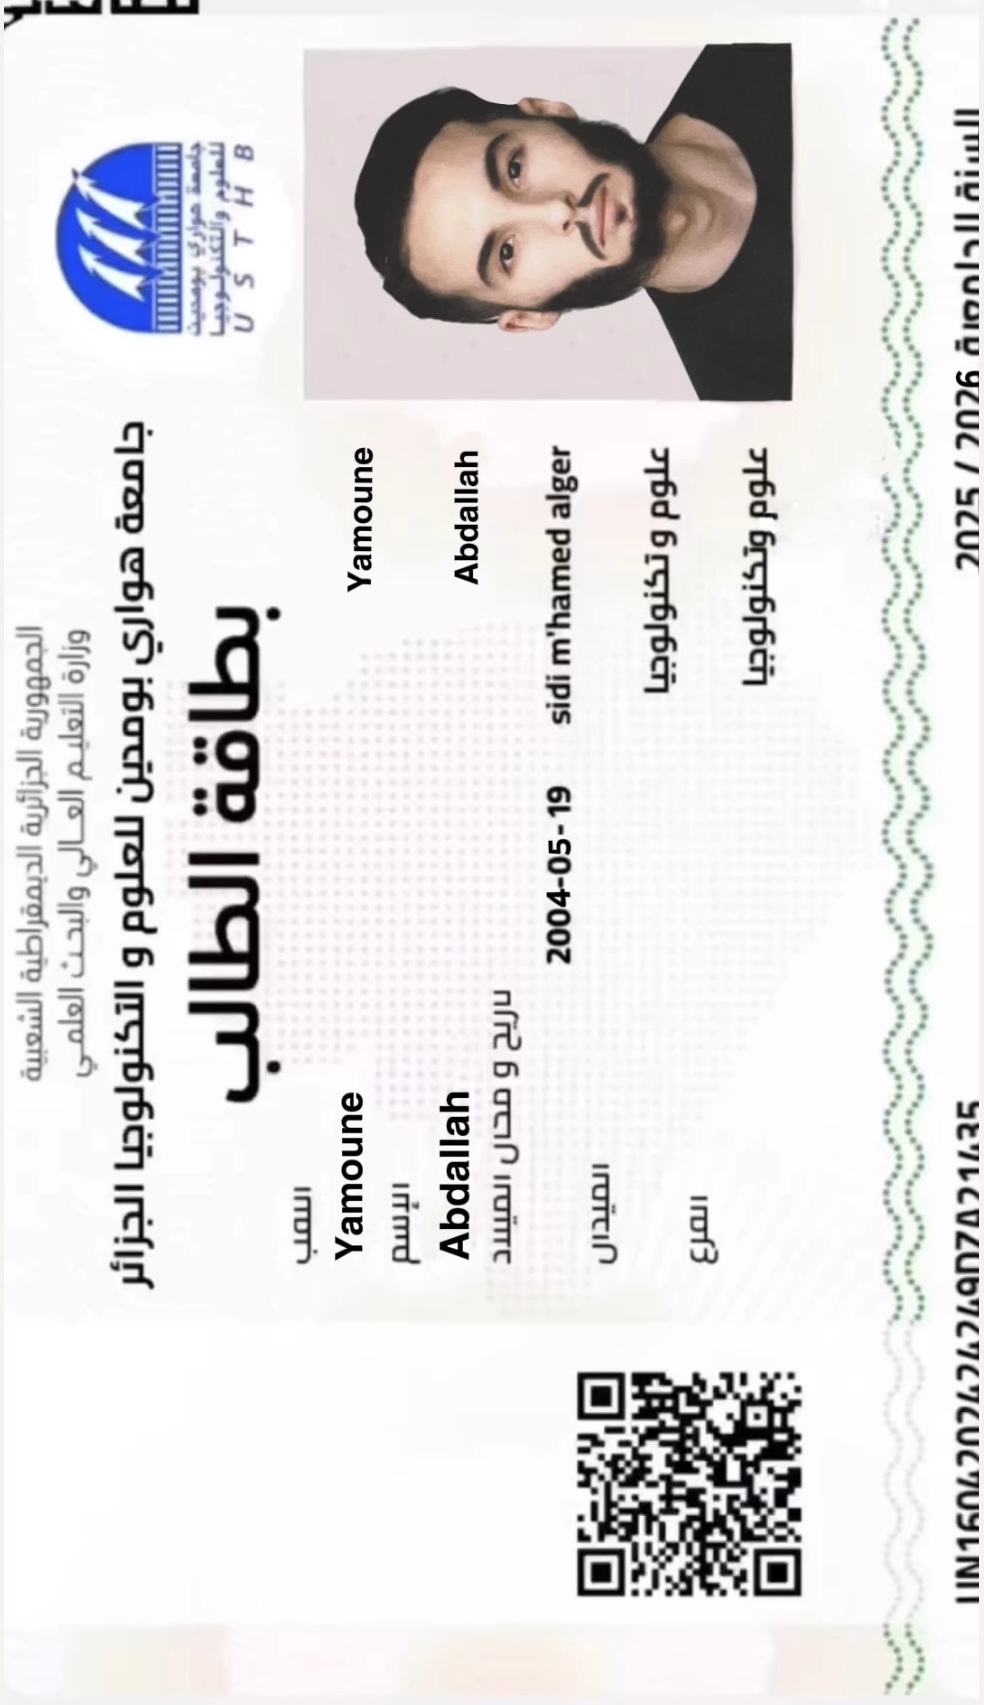 الجمهورية الجزائرية الديمقراطية الشعبية
وزارة التعليم العالي والبحث العلمي
جامعة هواري بومدين للعلوم و التكنولوجيا الجزائر
بطاقة الطالب
جامعة هواري بومدين
للعلوم والتكنولوجيا
U S T H B
اللقب
Yamoune Yamoune
الإسم
Abdallah Abdallah
تاريخ و مكان الميلاد
2004-05-19 sidi m'hamed alger
الميدان
علوم و تكنولوجيا
الفرع
علوم وتكنولوجيا
السنة الجامعية 2025 / 2026